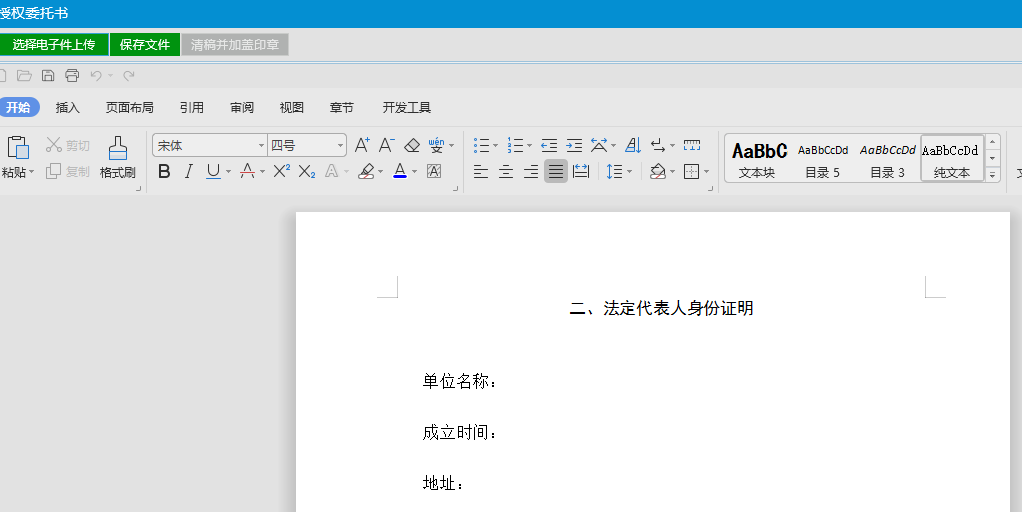 授权委托书
选择电子件上传 保存文件 清稿并加盖印章
开始 插入 页面布局 引用 审阅 视图 章节 开发工具
粘贴 剪切 复制 格式刷
宋体 四号 A+ A- wén 变
B I U A X² X₂ A A A
AaBbC AaBbCcDd AaBbCcDd AaBbCcDd
文本块 目录 5 目录 3 纯文本
二、法定代表人身份证明
单位名称：
成立时间：
地址：